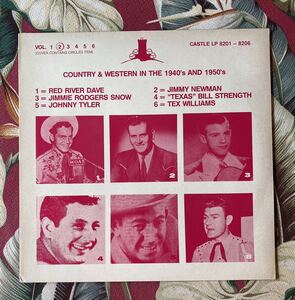 VOL. 1 2 3 4 5 6
(COVER CONTAINS CIRCLED ITEM)
CASTLE LP 8201 – 8206
COUNTRY & WESTERN IN THE 1940's AND 1950's
1 = RED RIVER DAVE
2 = JIMMY NEWMAN
3 = JIMMIE RODGERS SNOW
4 = "TEXAS" BILL STRENGTH
5 = JOHNNY TYLER
6 = TEX WILLIAMS
WOAI
2
3
4
6